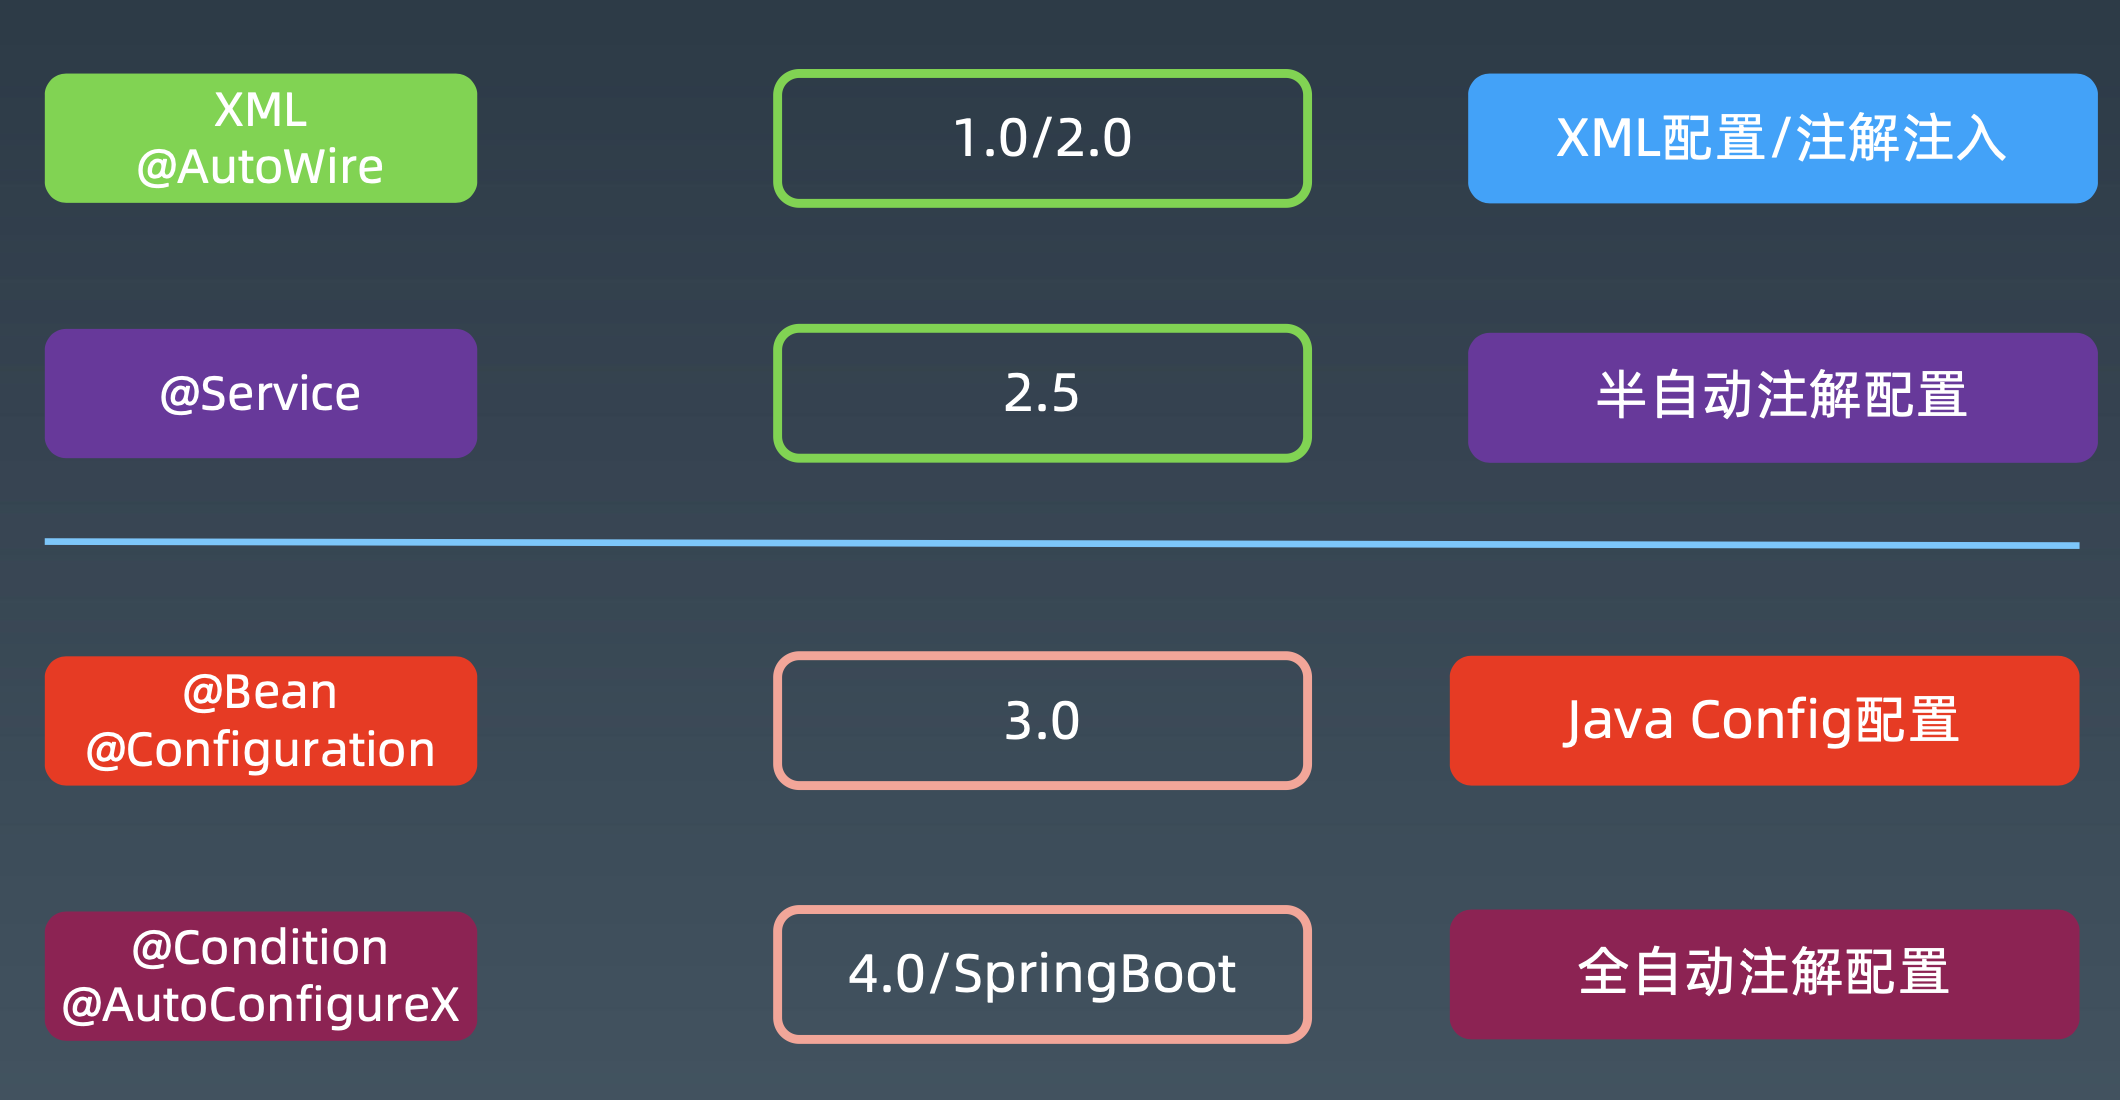 XML
@AutoWire
1.0/2.0
XML配置/注解注入
@Service
2.5
半自动注解配置
@Bean
@Configuration
3.0
Java Config配置
@Condition
@AutoConfigureX
4.0/SpringBoot
全自动注解配置